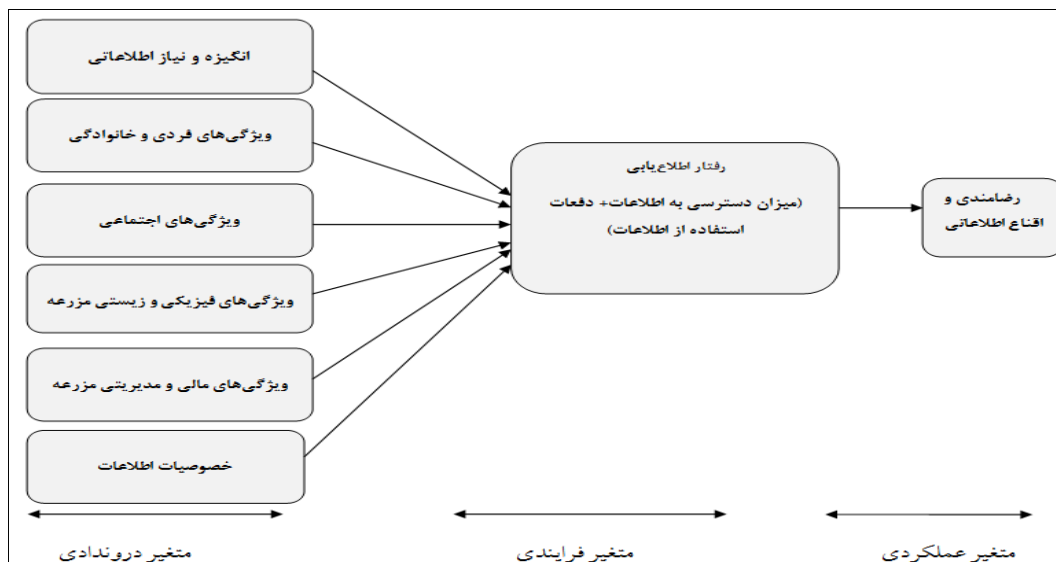 انگیزه و نیاز اطلاعاتی
ویژگی‌های فردی و خانوادگی
ویژگی‌های اجتماعی
ویژگی‌های فیزیکی و زیستی مزرعه
ویژگی‌های مالی و مدیریتی مزرعه
خصوصیات اطلاعات
رفتار اطلاع‌یابی
(میزان دسترسی به اطلاعات+ دفعات
استفاده از اطلاعات)
رضامندی و
اقناع اطلاعاتی
متغیر دروندادی
متغیر فرایندی
متغیر عملکردی